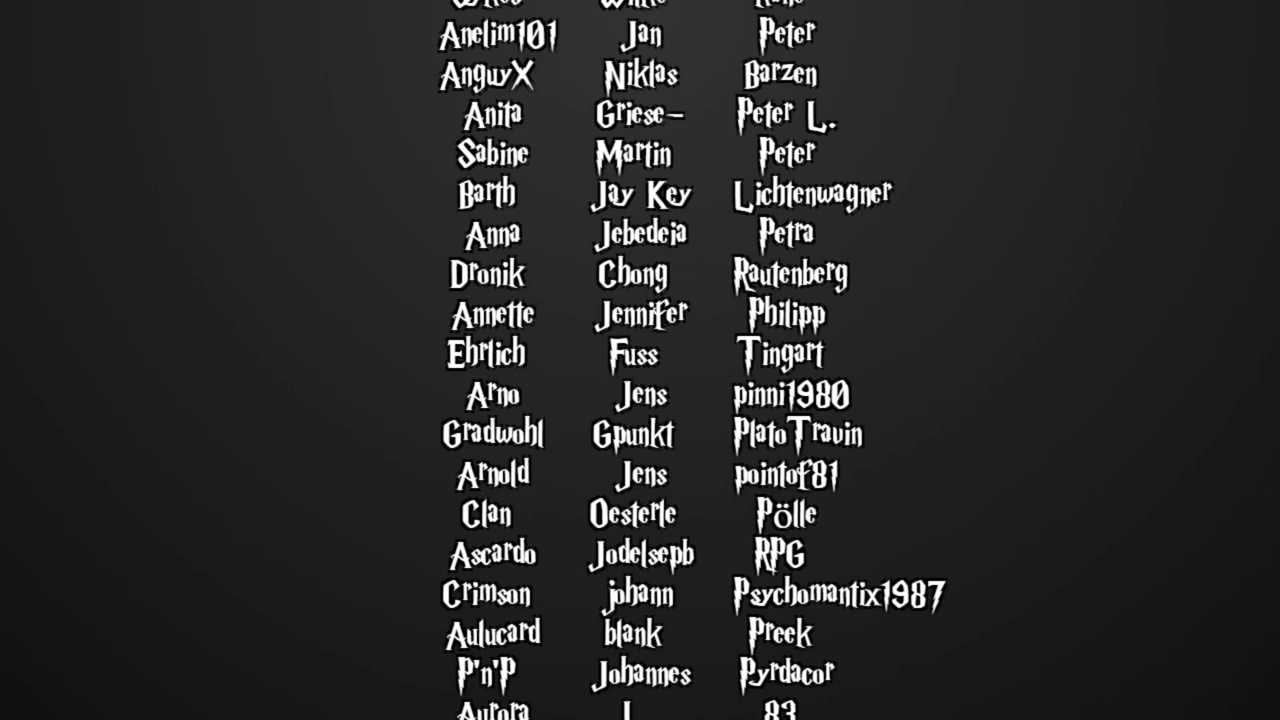 Anelim101 Jan Peter
AnguyX Niklas Barzen
Anita Griese- Peter L.
Sabine Martin Peter
Barth Jay Key Lichtenwagner
Anna Jebedeia Petra
Dronik Chong Rautenberg
Annette Jennifer Philipp
Ehrlich Fuss Tingart
Arno Jens pinni1980
Gradwohl Gpunkt PlatoTravin
Arnold Jens pointof81
Clan Oesterle Pölle
Ascardo Jodelsepb RPG
Crimson johann Psychomantix1987
Aulucard blank Preek
P'n'P Johannes Pyrdacor
Aurora 83